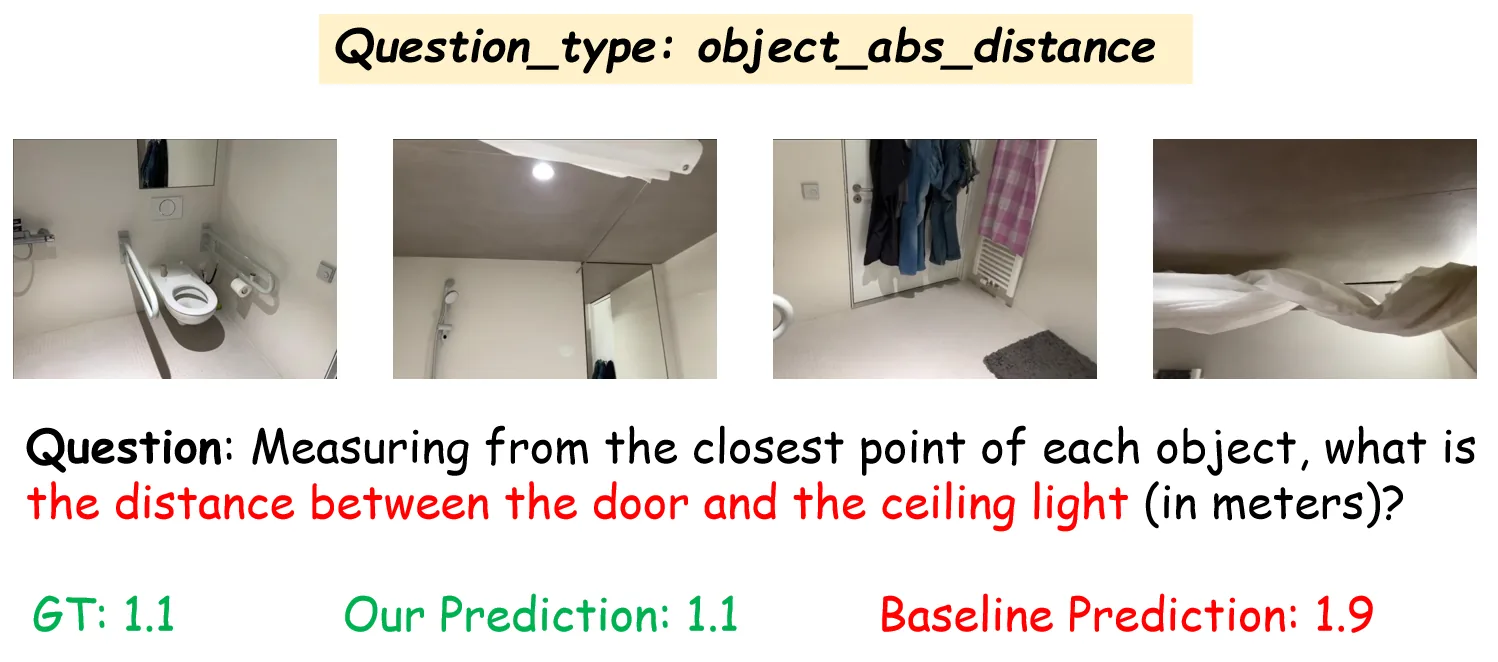 Question_type: object_abs_distance
Question: Measuring from the closest point of each object, what is
the distance between the door and the ceiling light (in meters)?
GT: 1.1
Our Prediction: 1.1
Baseline Prediction: 1.9